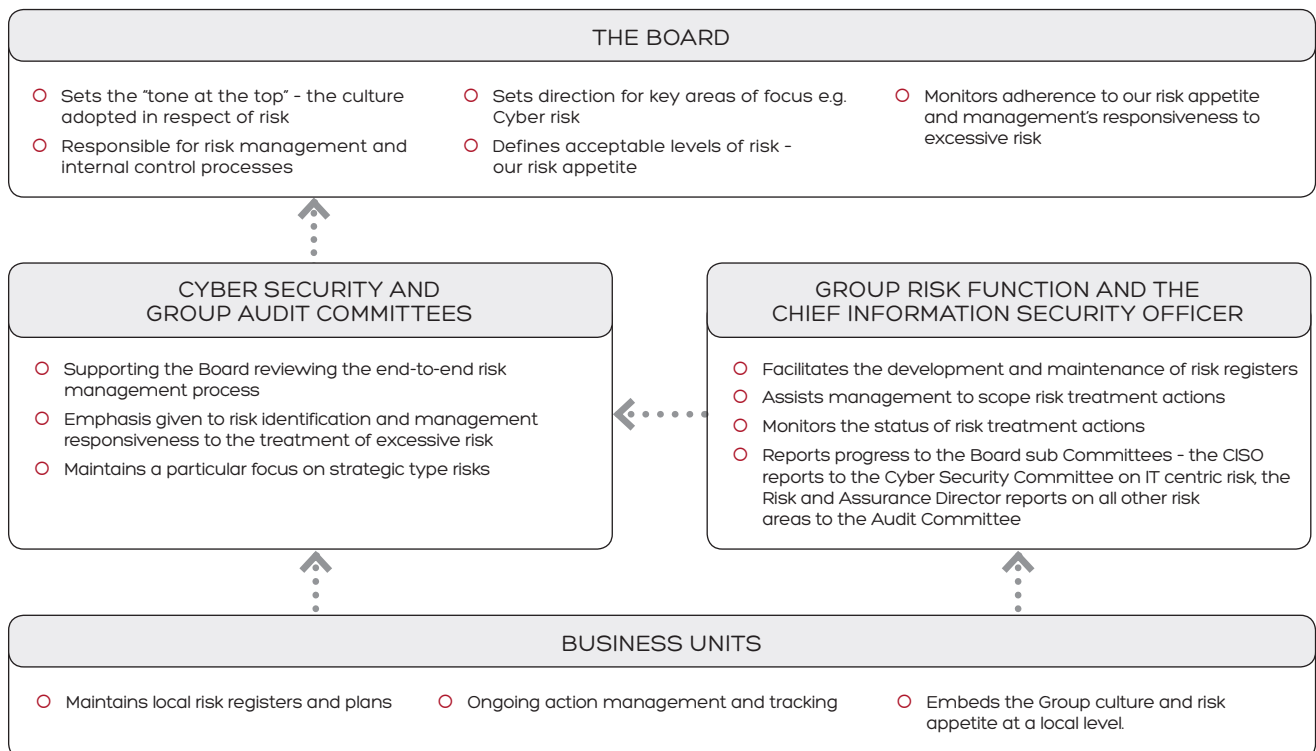 THE BOARD
Sets the "tone at the top" - the culture
adopted in respect of risk
Responsible for risk management and
internal control processes
Sets direction for key areas of focus e.g.
Cyber risk
Defines acceptable levels of risk -
our risk appetite
Monitors adherence to our risk appetite
and management's responsiveness to
excessive risk
CYBER SECURITY AND
GROUP AUDIT COMMITTEES
Supporting the Board reviewing the end-to-end risk
management process
Emphasis given to risk identification and management
responsiveness to the treatment of excessive risk
Maintains a particular focus on strategic type risks
GROUP RISK FUNCTION AND THE
CHIEF INFORMATION SECURITY OFFICER
Facilitates the development and maintenance of risk registers
Assists management to scope risk treatment actions
Monitors the status of risk treatment actions
Reports progress to the Board sub Committees - the CISO
reports to the Cyber Security Committee on IT centric risk, the
Risk and Assurance Director reports on all other risk
areas to the Audit Committee
BUSINESS UNITS
Maintains local risk registers and plans
Ongoing action management and tracking
Embeds the Group culture and risk
appetite at a local level.